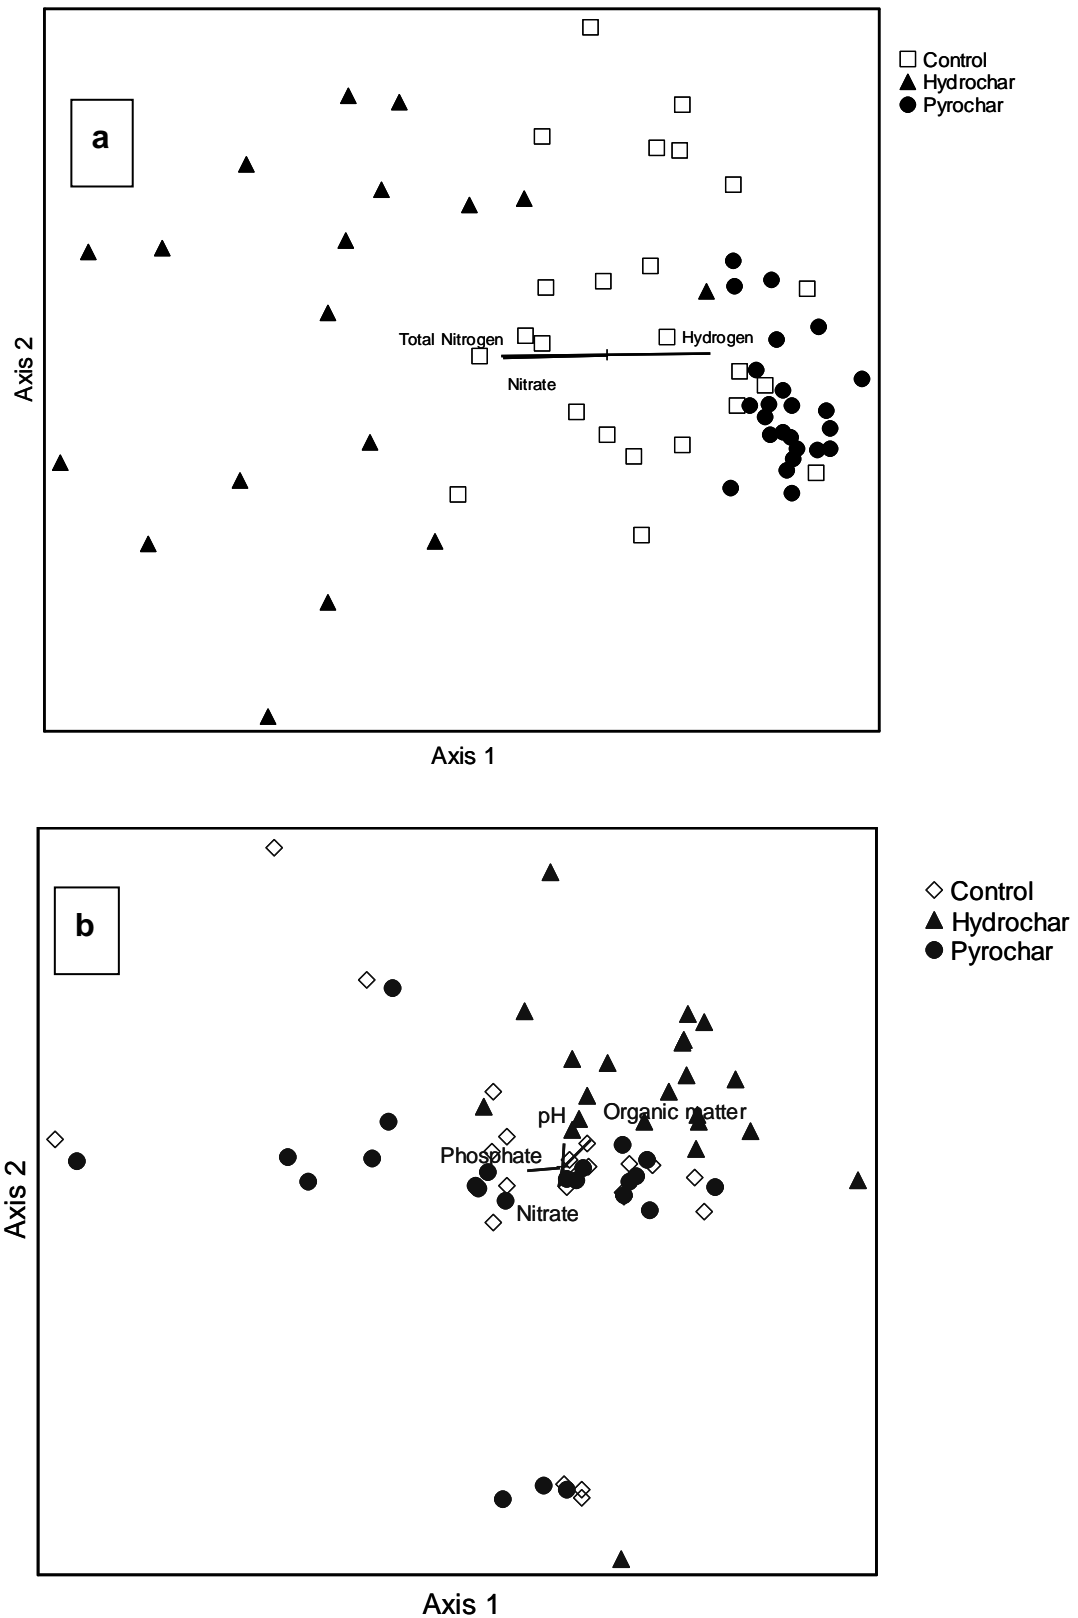 a
Control
Hydrochar
Pyrochar
Total Nitrogen
Hydrogen
Nitrate
Axis 2
Axis 1
b
Control
Hydrochar
Pyrochar
pH
Organic matter
Phosphate
Nitrate
Axis 2
Axis 1